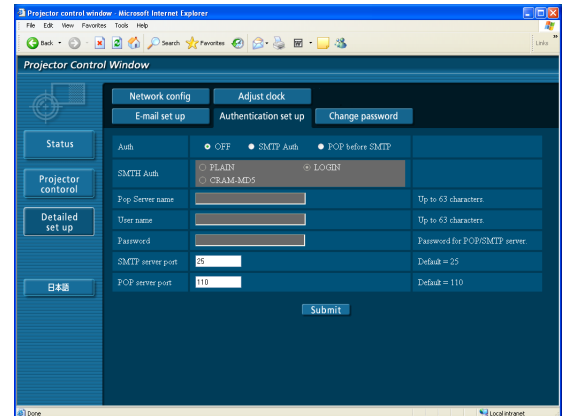 Projector control window - Microsoft Internet Explorer
File Edit View Favorites Tools Help
Back Search Favorites Links
Projector Control Window
Network config Adjust clock
E-mail set up Authentication set up Change password
Status
Projector contorol
Detailed set up
日本語
Auth OFF SMTP Auth POP before SMTP
SMTH Auth PLAIN LOGIN
CRAM-MD5
Pop Server name Up to 63 characters.
User name Up to 63 characters.
Password Password for POP/SMTP server.
SMTP server port 25 Default = 25
POP server port 110 Default = 110
Submit
Done Local intranet